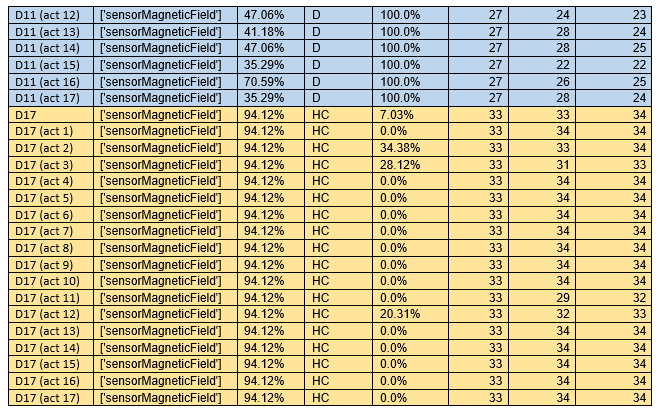 D11 (act 12) ['sensorMagneticField'] 47.06% D 100.0% 27 24 23
D11 (act 13) ['sensorMagneticField'] 41.18% D 100.0% 27 28 24
D11 (act 14) ['sensorMagneticField'] 47.06% D 100.0% 27 28 25
D11 (act 15) ['sensorMagneticField'] 35.29% D 100.0% 27 22 22
D11 (act 16) ['sensorMagneticField'] 70.59% D 100.0% 27 26 25
D11 (act 17) ['sensorMagneticField'] 35.29% D 100.0% 27 28 24
D17 ['sensorMagneticField'] 94.12% HC 7.03% 33 33 34
D17 (act 1) ['sensorMagneticField'] 94.12% HC 0.0% 33 34 34
D17 (act 2) ['sensorMagneticField'] 94.12% HC 34.38% 33 33 34
D17 (act 3) ['sensorMagneticField'] 94.12% HC 28.12% 33 31 33
D17 (act 4) ['sensorMagneticField'] 94.12% HC 0.0% 33 34 34
D17 (act 5) ['sensorMagneticField'] 94.12% HC 0.0% 33 34 34
D17 (act 6) ['sensorMagneticField'] 94.12% HC 0.0% 33 34 34
D17 (act 7) ['sensorMagneticField'] 94.12% HC 0.0% 33 34 34
D17 (act 8) ['sensorMagneticField'] 94.12% HC 0.0% 33 34 34
D17 (act 9) ['sensorMagneticField'] 94.12% HC 0.0% 33 34 34
D17 (act 10) ['sensorMagneticField'] 94.12% HC 0.0% 33 34 34
D17 (act 11) ['sensorMagneticField'] 94.12% HC 0.0% 33 29 32
D17 (act 12) ['sensorMagneticField'] 94.12% HC 20.31% 33 32 33
D17 (act 13) ['sensorMagneticField'] 94.12% HC 0.0% 33 34 34
D17 (act 14) ['sensorMagneticField'] 94.12% HC 0.0% 33 34 34
D17 (act 15) ['sensorMagneticField'] 94.12% HC 0.0% 33 34 34
D17 (act 16) ['sensorMagneticField'] 94.12% HC 0.0% 33 34 34
D17 (act 17) ['sensorMagneticField'] 94.12% HC 0.0% 33 34 34